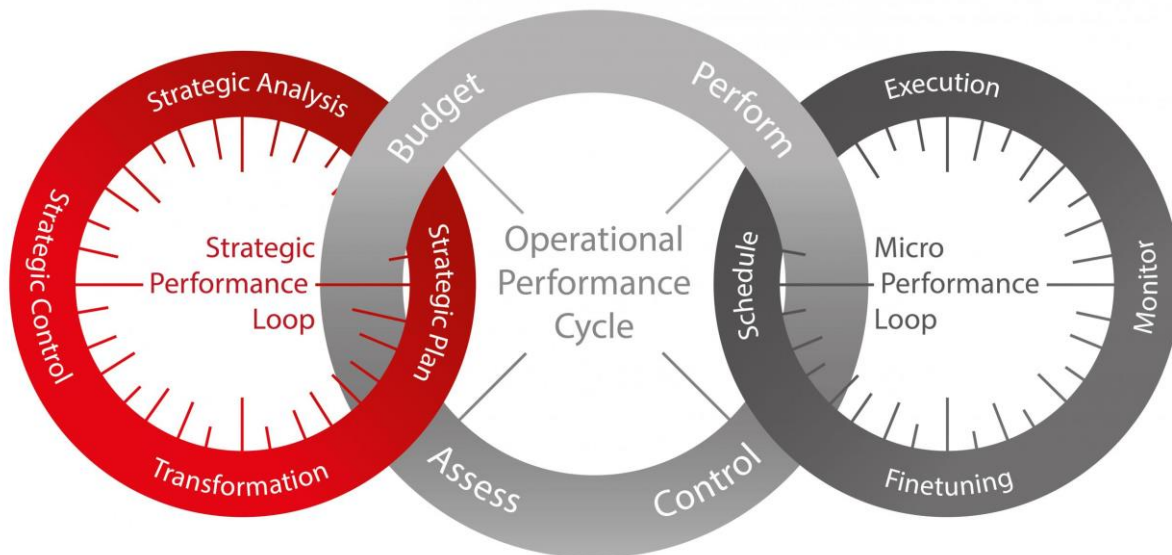 Strategic Analysis
Strategic Plan
Transformation
Strategic Control
Strategic
Performance
Loop
Budget
Perform
Control
Assess
Operational
Performance
Cycle
Execution
Monitor
Finetuning
Schedule
Micro
Performance
Loop